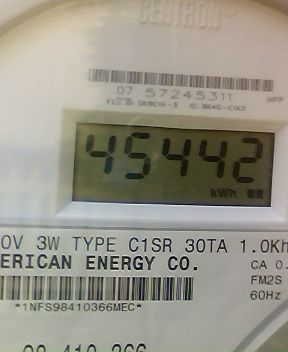 CENTRON
07 57245311
45442
kWh
0V 3W TYPE C1SR 30TA 1.0Kh
ERICAN ENERGY CO.
CA 0.
FM2S
60Hz
*1NFS98410366MEC*